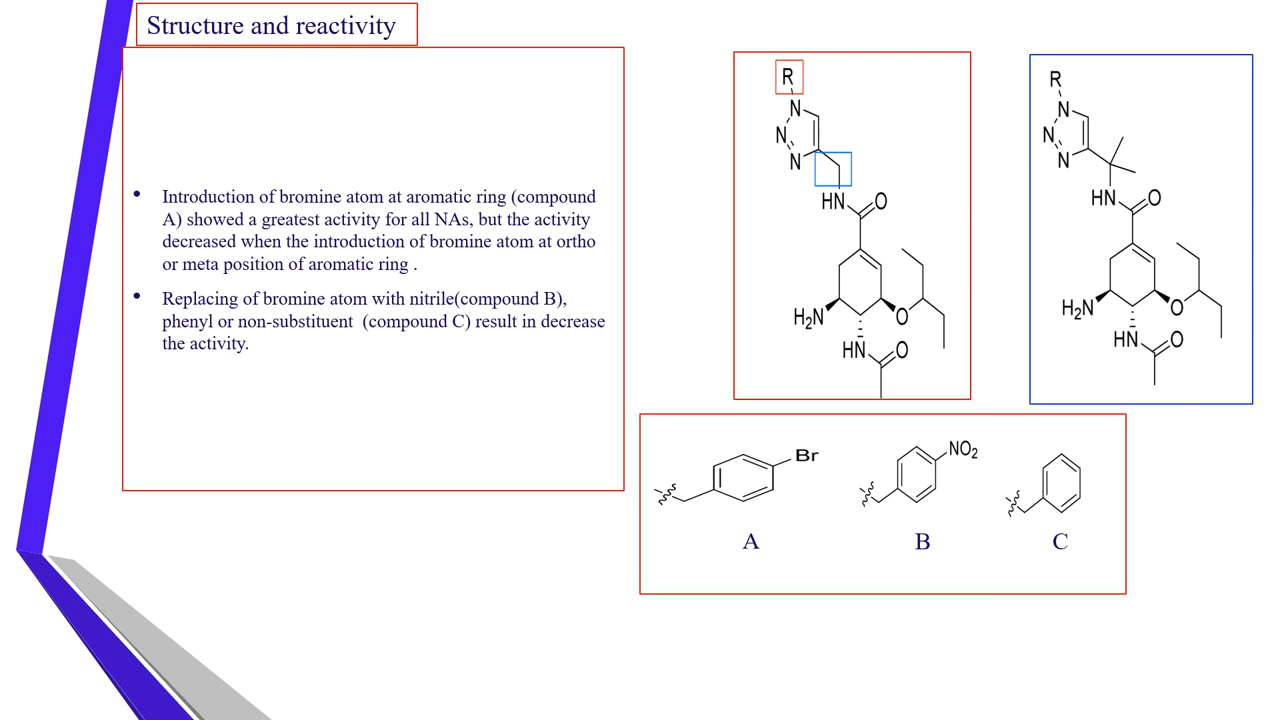 Structure and reactivity
• Introduction of bromine atom at aromatic ring (compound
A) showed a greatest activity for all NAs, but the activity
decreased when the introduction of bromine atom at ortho
or meta position of aromatic ring .
• Replacing of bromine atom with nitrile(compound B),
phenyl or non-substituent (compound C) result in decrease
the activity.
R
N
N
N
HN
O
H₂N
O
HN
O
R
N
N
N
HN
O
H₂N
O
HN
O
Br
NO₂
A
B
C